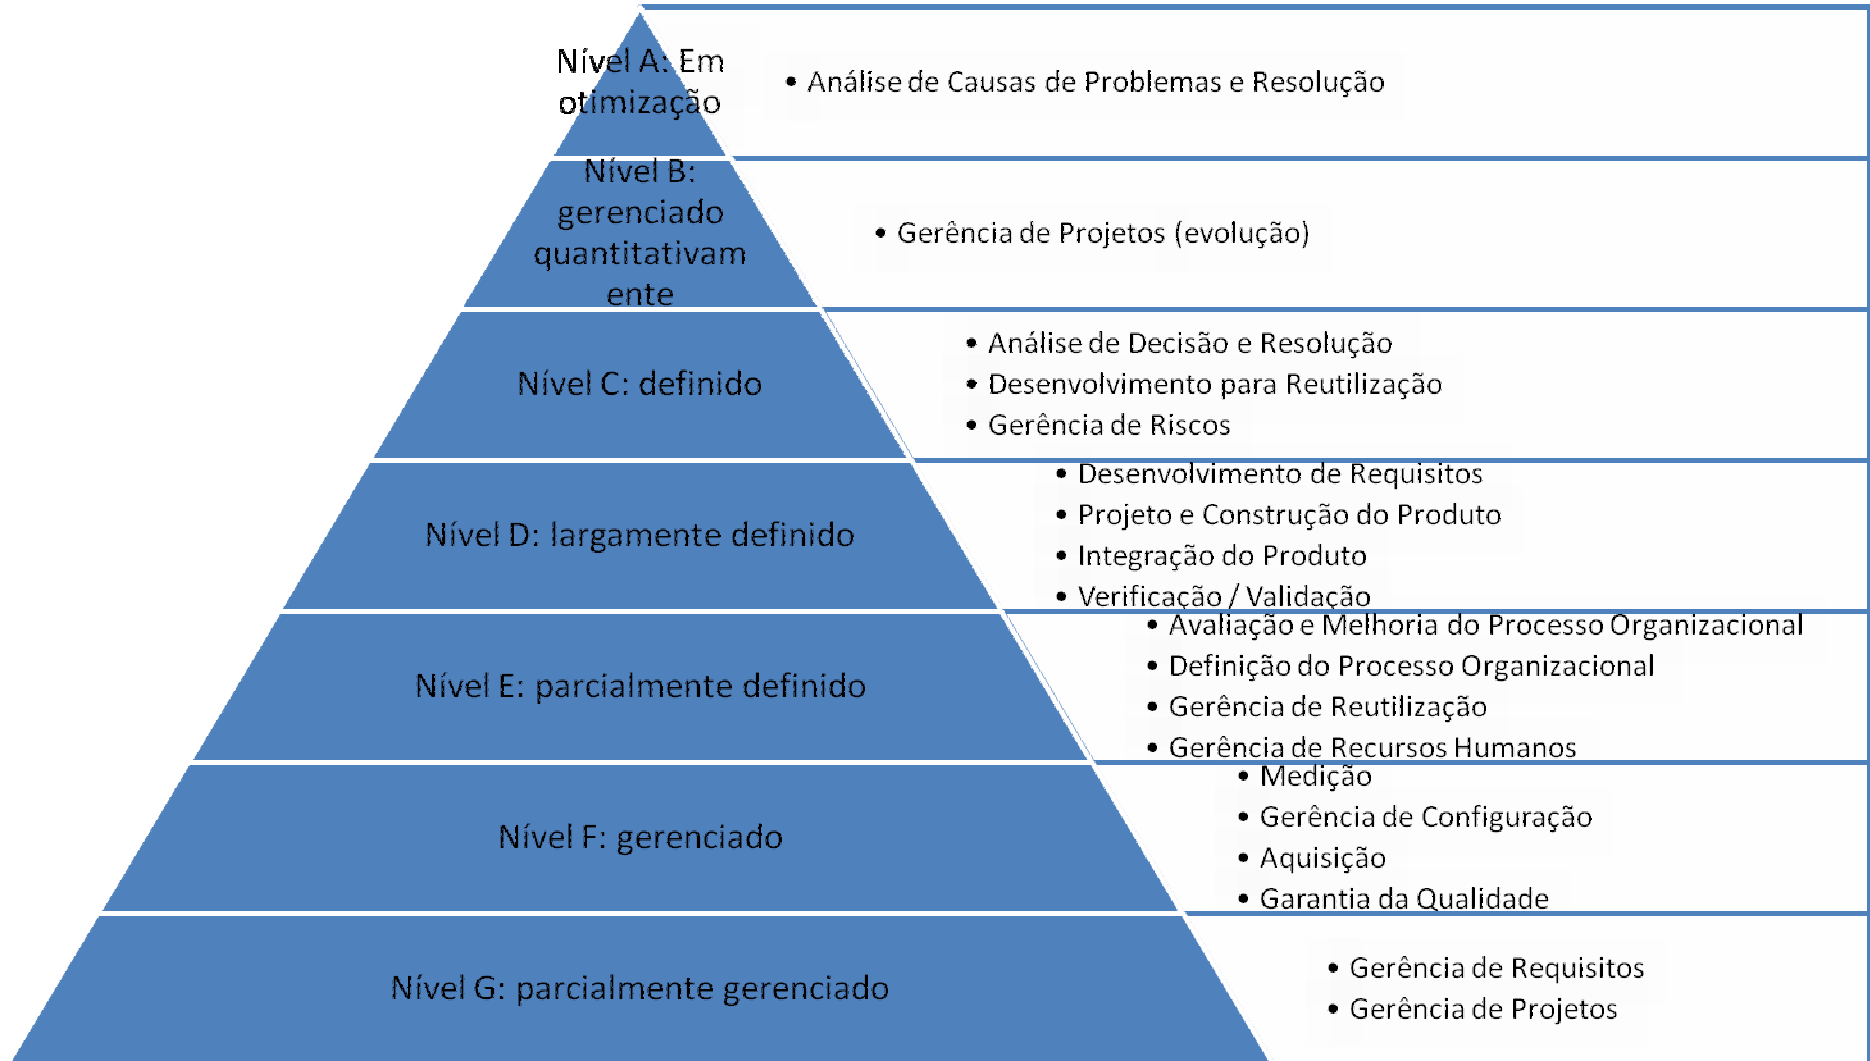 Nível A: Em
otimização
• Análise de Causas de Problemas e Resolução
Nível B:
gerenciado
quantitativam
ente
• Gerência de Projetos (evolução)
Nível C: definido
• Análise de Decisão e Resolução
• Desenvolvimento para Reutilização
• Gerência de Riscos
Nível D: largamente definido
• Desenvolvimento de Requisitos
• Projeto e Construção do Produto
• Integração do Produto
• Verificação / Validação
Nível E: parcialmente definido
• Avaliação e Melhoria do Processo Organizacional
• Definição do Processo Organizacional
• Gerência de Reutilização
• Gerência de Recursos Humanos
Nível F: gerenciado
• Medição
• Gerência de Configuração
• Aquisição
• Garantia da Qualidade
Nível G: parcialmente gerenciado
• Gerência de Requisitos
• Gerência de Projetos